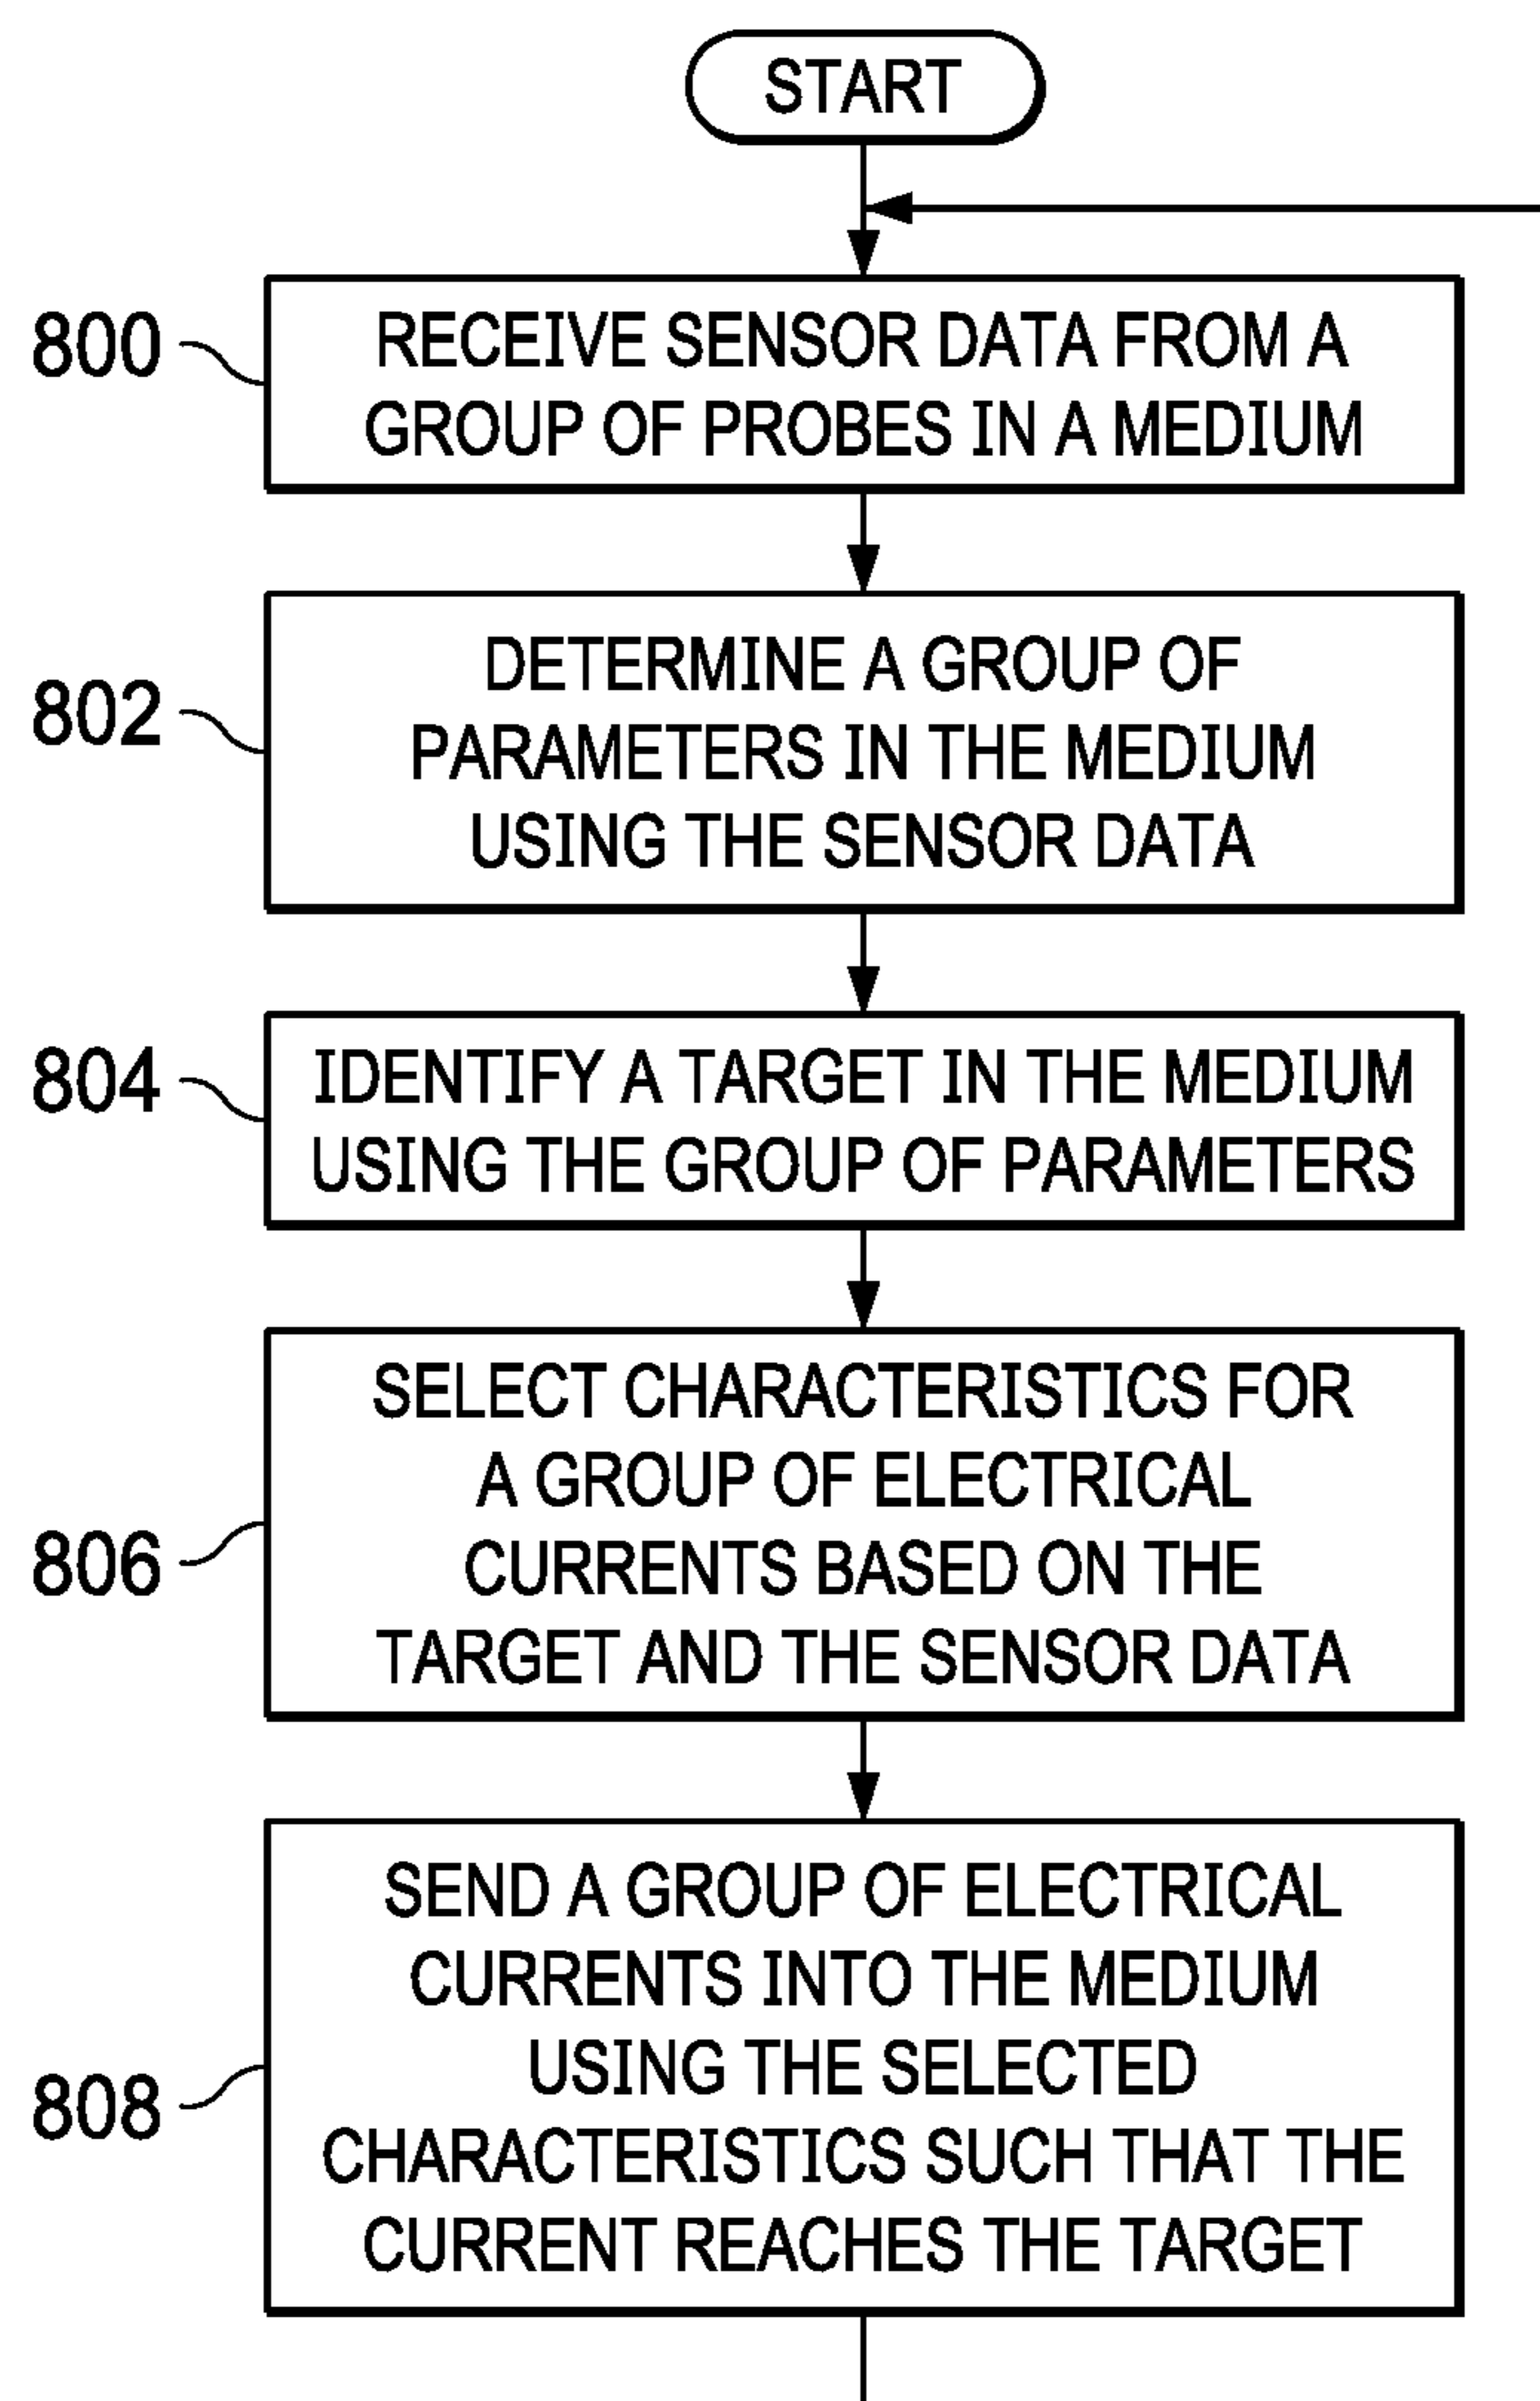 START
800
RECEIVE SENSOR DATA FROM A
GROUP OF PROBES IN A MEDIUM
802
DETERMINE A GROUP OF
PARAMETERS IN THE MEDIUM
USING THE SENSOR DATA
804
IDENTIFY A TARGET IN THE MEDIUM
USING THE GROUP OF PARAMETERS
806
SELECT CHARACTERISTICS FOR
A GROUP OF ELECTRICAL
CURRENTS BASED ON THE
TARGET AND THE SENSOR DATA
808
SEND A GROUP OF ELECTRICAL
CURRENTS INTO THE MEDIUM
USING THE SELECTED
CHARACTERISTICS SUCH THAT THE
CURRENT REACHES THE TARGET